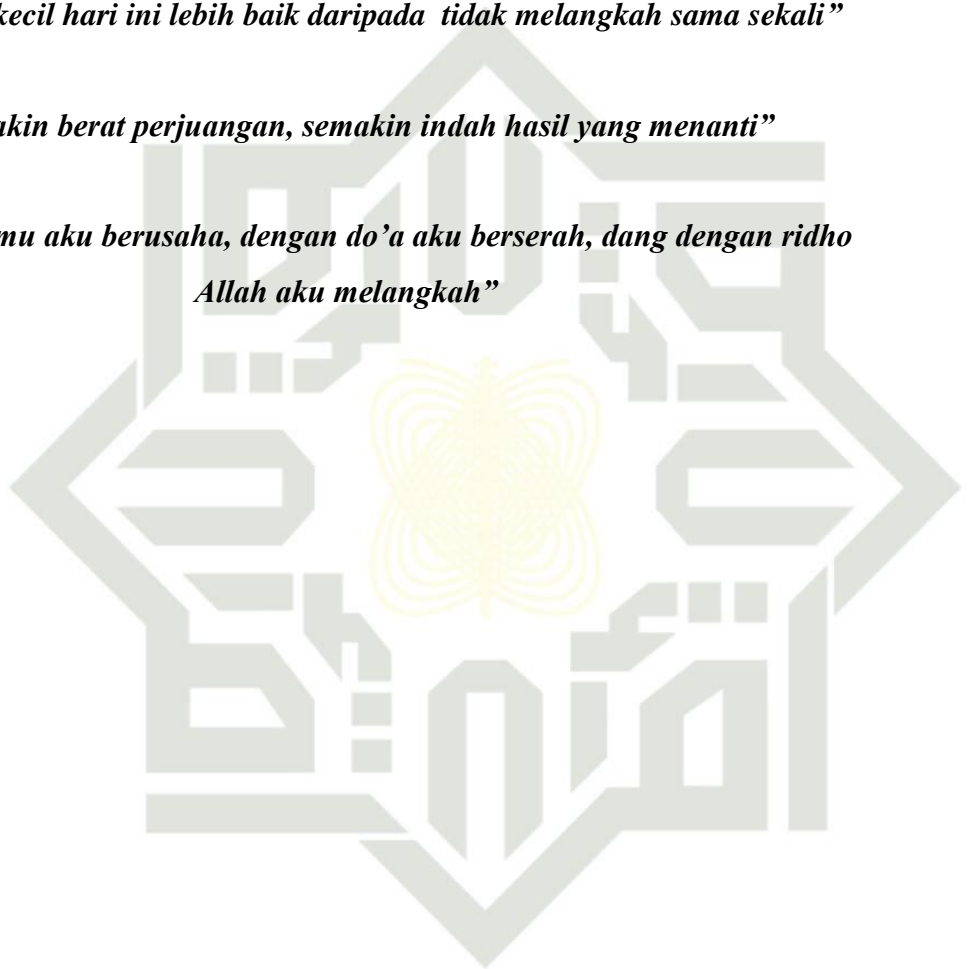 kecil hari ini lebih baik daripada tidak melangkah sama sekali”
akin berat perjuangan, semakin indah hasil yang menanti”
mu aku berusaha, dengan do’a aku berserah, dang dengan ridho
Allah aku melangkah”